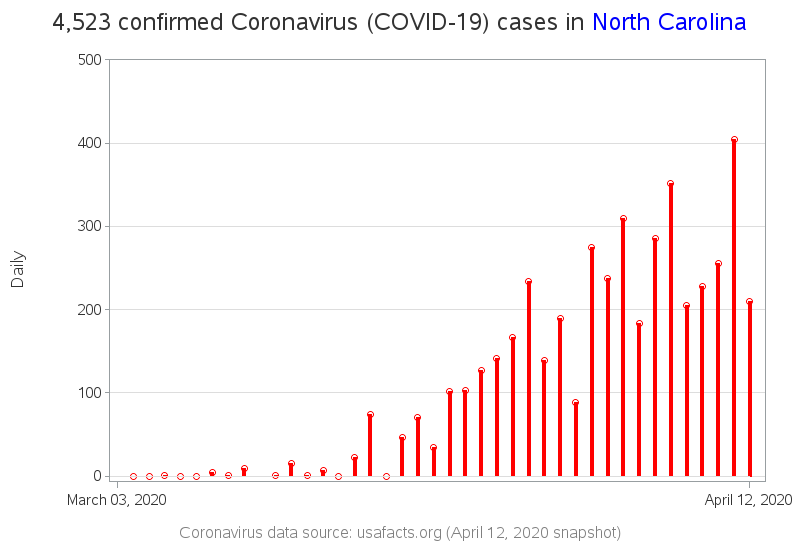 4,523 confirmed Coronavirus (COVID-19) cases in North Carolina
Daily
500
400
300
200
100
0
March 03, 2020
April 12, 2020
Coronavirus data source: usafacts.org (April 12, 2020 snapshot)